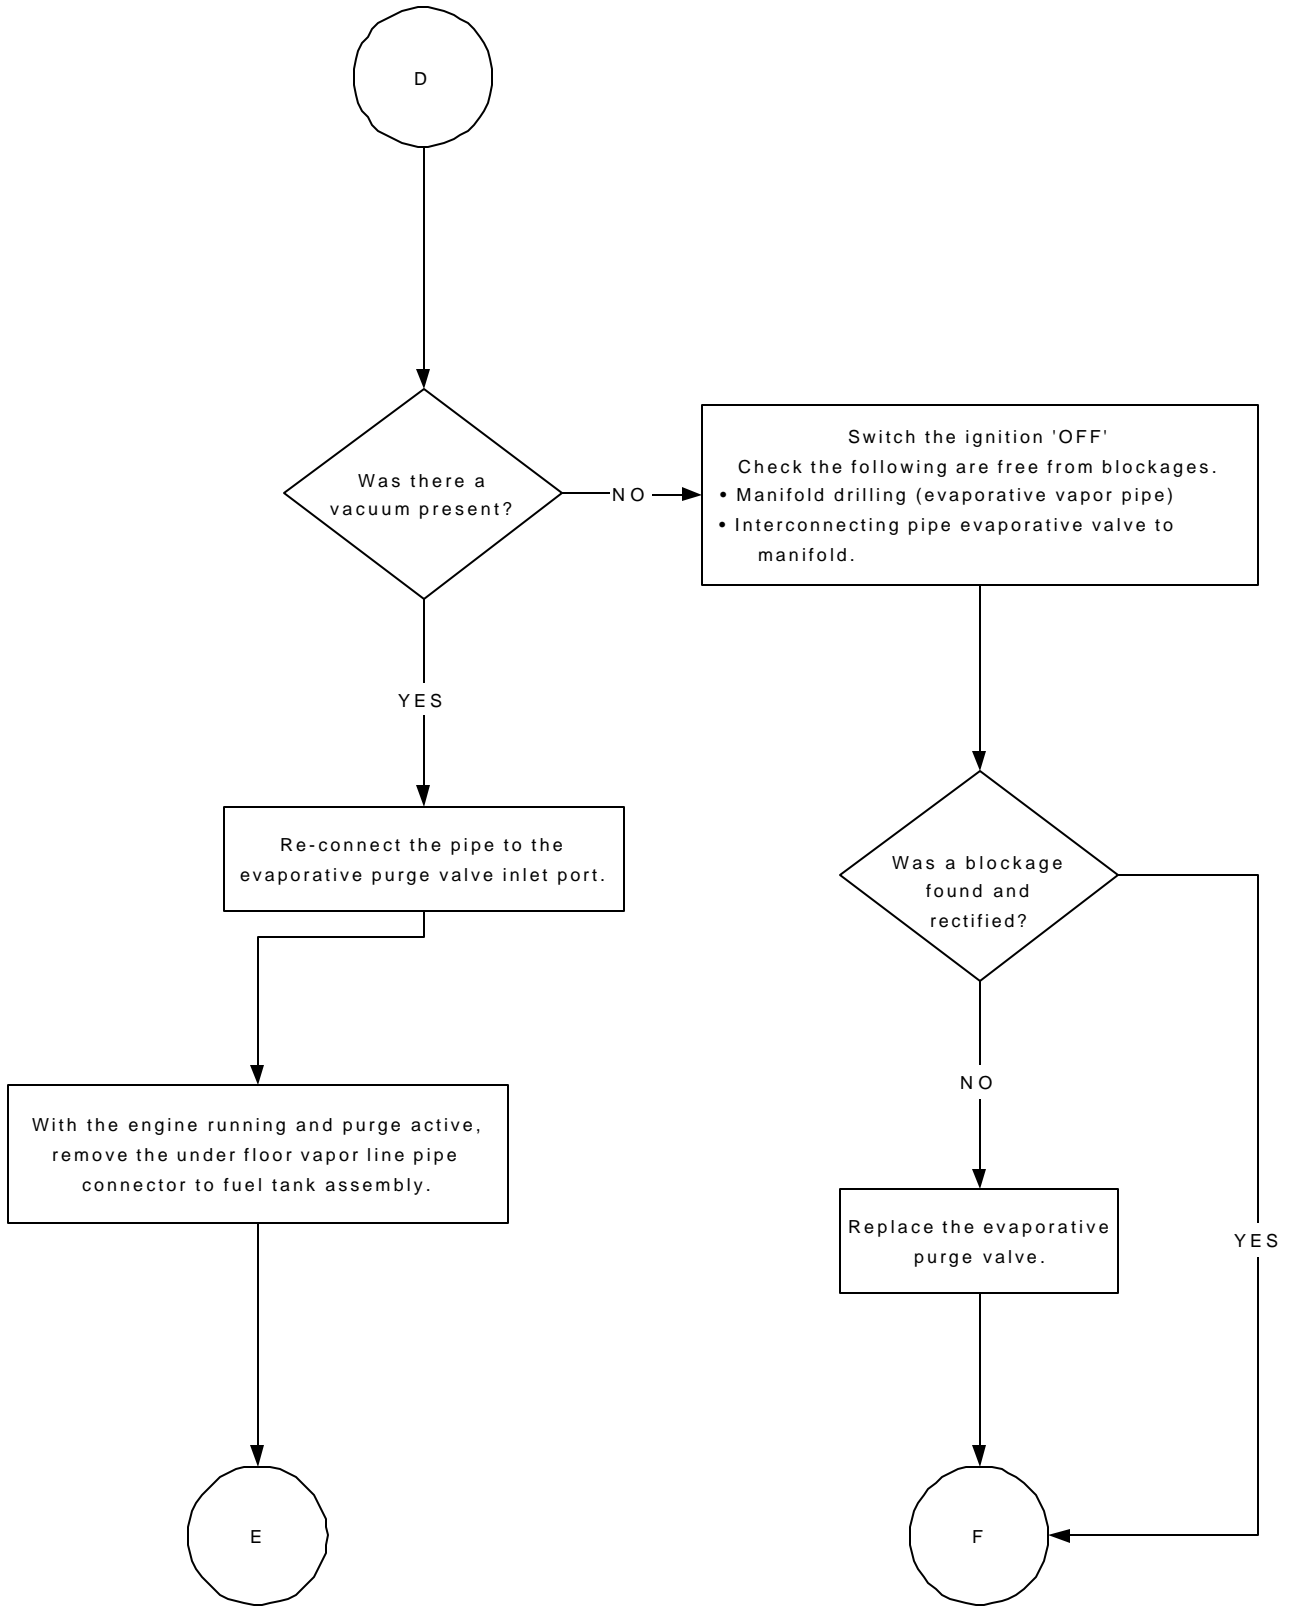 D
Was there a
vacuum present?
NO
Switch the ignition 'OFF'
Check the following are free from blockages.
• Manifold drilling (evaporative vapor pipe)
• Interconnecting pipe evaporative valve to
manifold.
YES
Re-connect the pipe to the
evaporative purge valve inlet port.
Was a blockage
found and
rectified?
With the engine running and purge active,
remove the under floor vapor line pipe
connector to fuel tank assembly.
NO
Replace the evaporative
purge valve.
YES
E
F